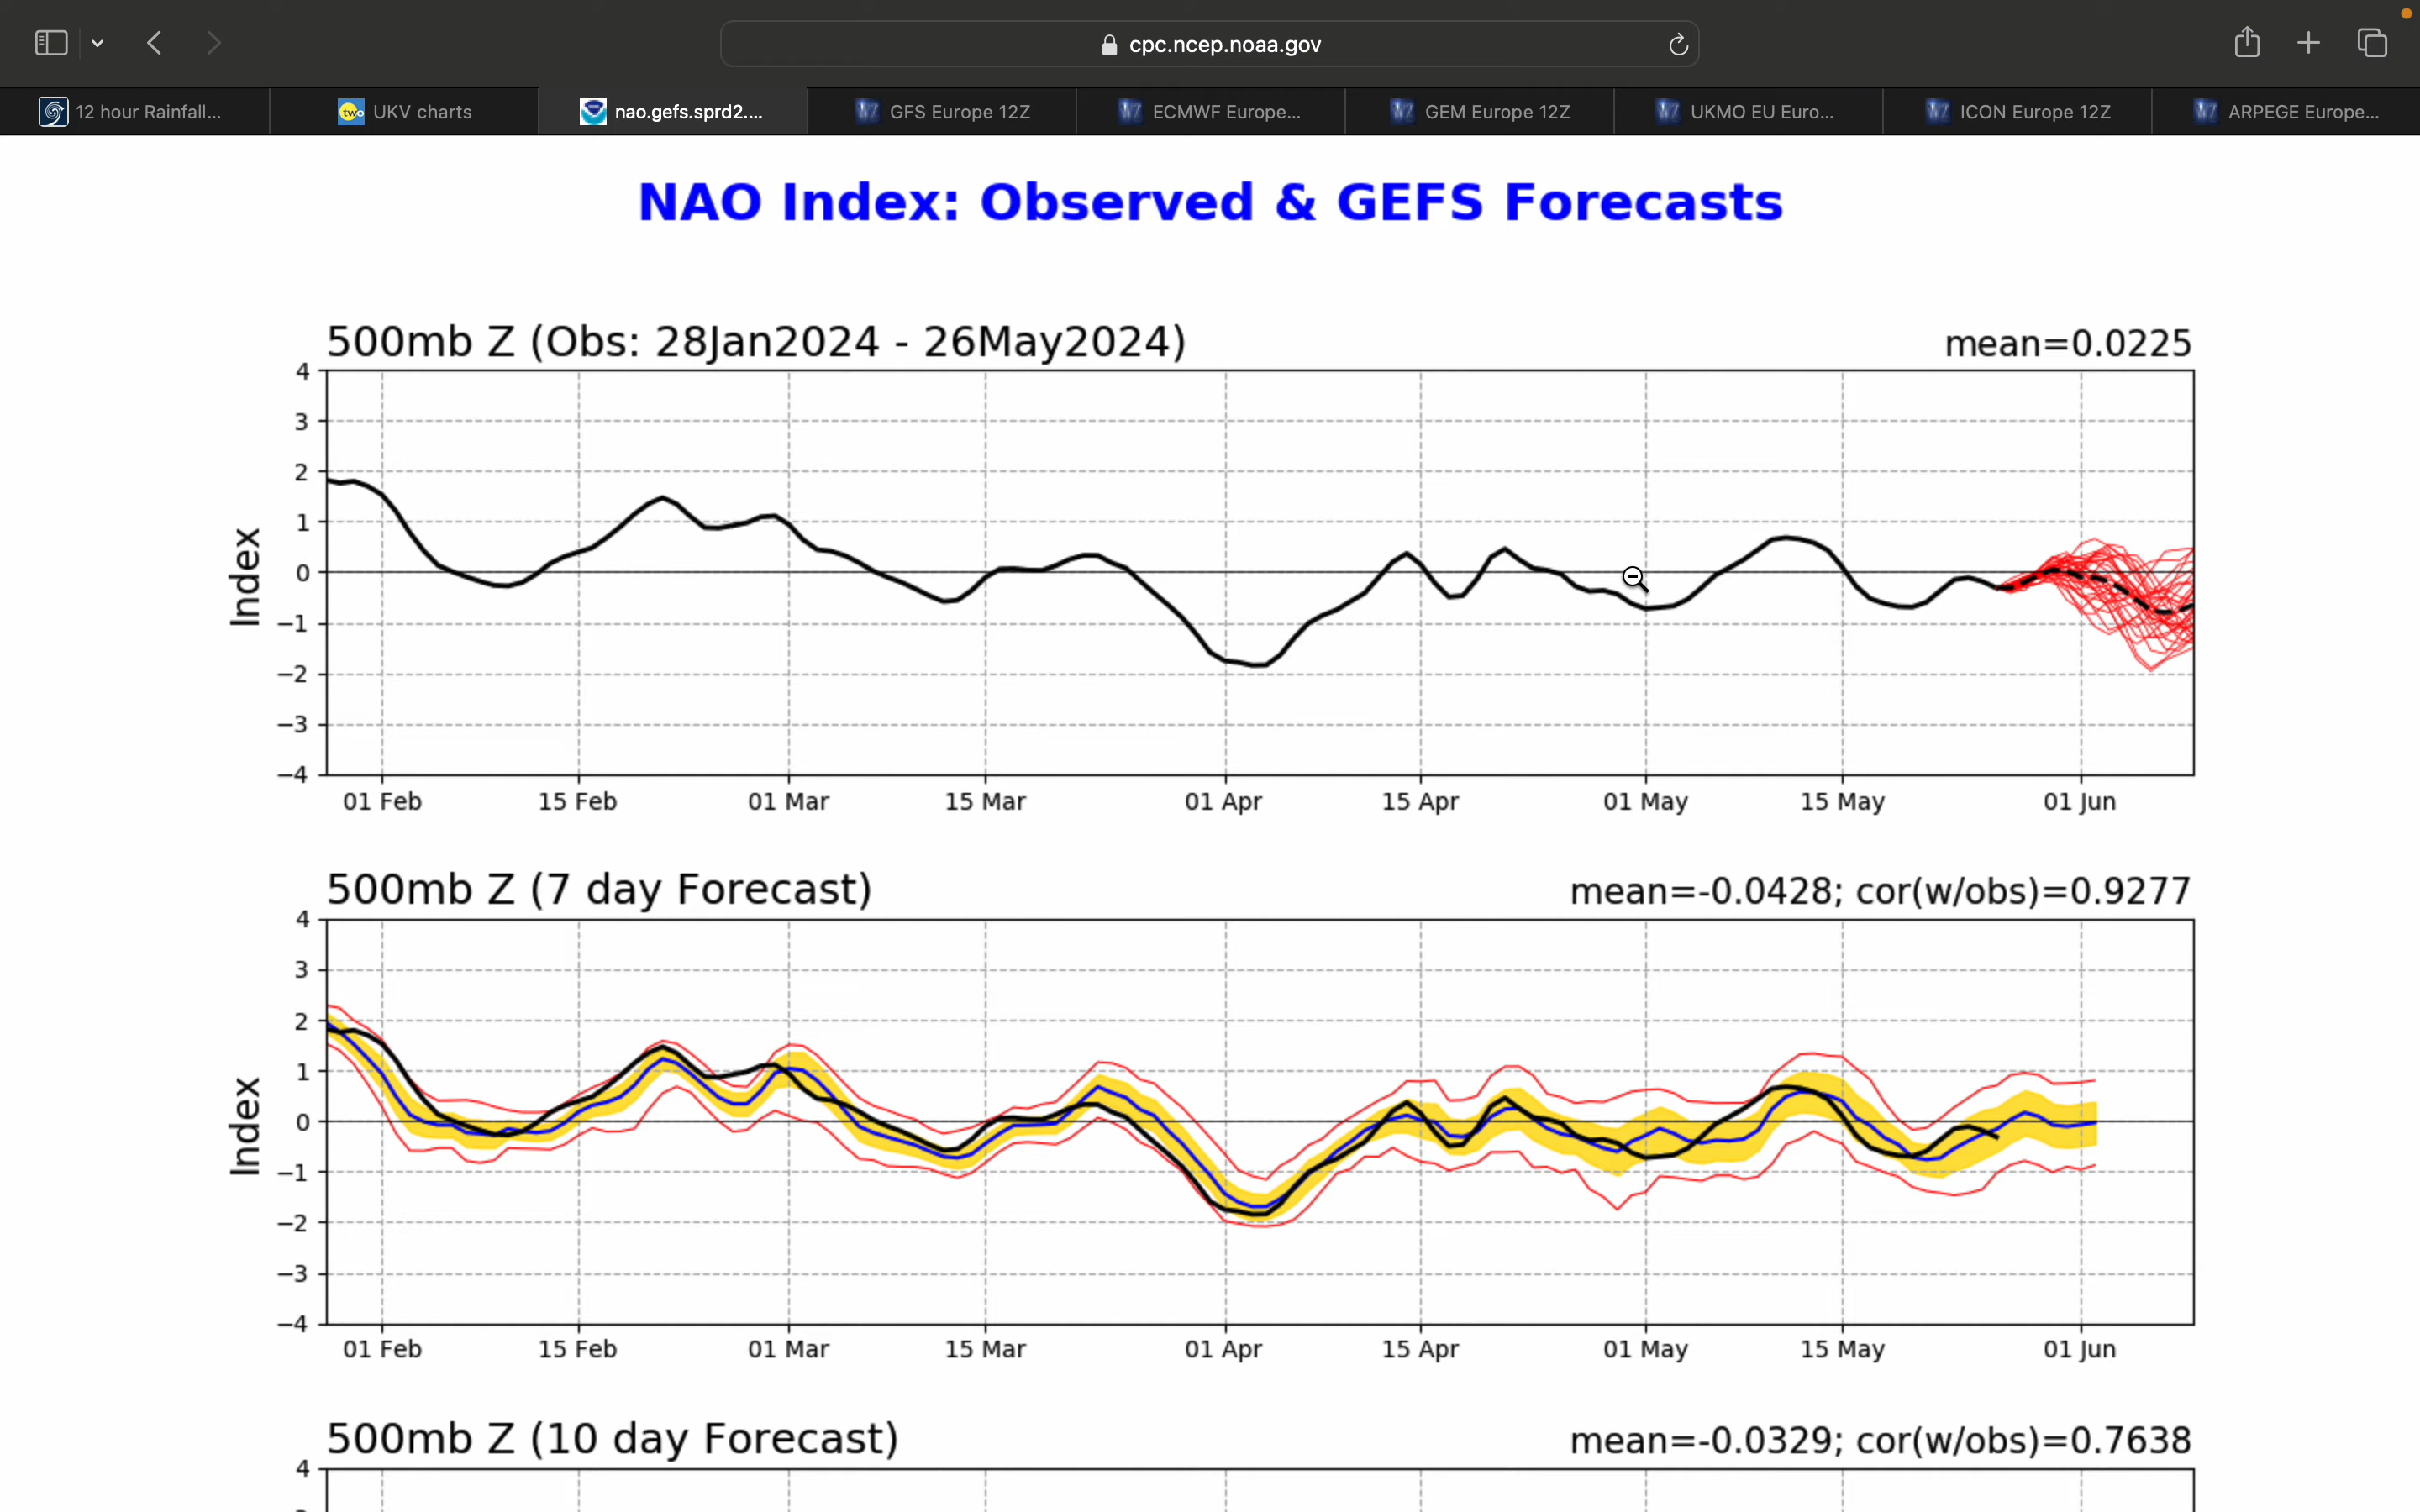 cpc.ncep.noaa.gov
12 hour Rainfall...
UKV charts
nao.gefs.sprd2....
GFS Europe 12Z
ECMWF Europe...
GEM Europe 12Z
UKMO EU Euro...
ICON Europe 12Z
ARPEGE Europe...
NAO Index: Observed & GEFS Forecasts
500mb Z (Obs: 28Jan2024 - 26May2024)
mean=0.0225
4
3
2
1
0
−1
−2
−3
−4
Index
01 Feb
15 Feb
01 Mar
15 Mar
01 Apr
15 Apr
01 May
15 May
01 Jun
500mb Z (7 day Forecast)
mean=-0.0428; cor(w/obs)=0.9277
4
3
2
1
0
−1
−2
−3
−4
Index
01 Feb
15 Feb
01 Mar
15 Mar
01 Apr
15 Apr
01 May
15 May
01 Jun
500mb Z (10 day Forecast)
mean=-0.0329; cor(w/obs)=0.7638
4